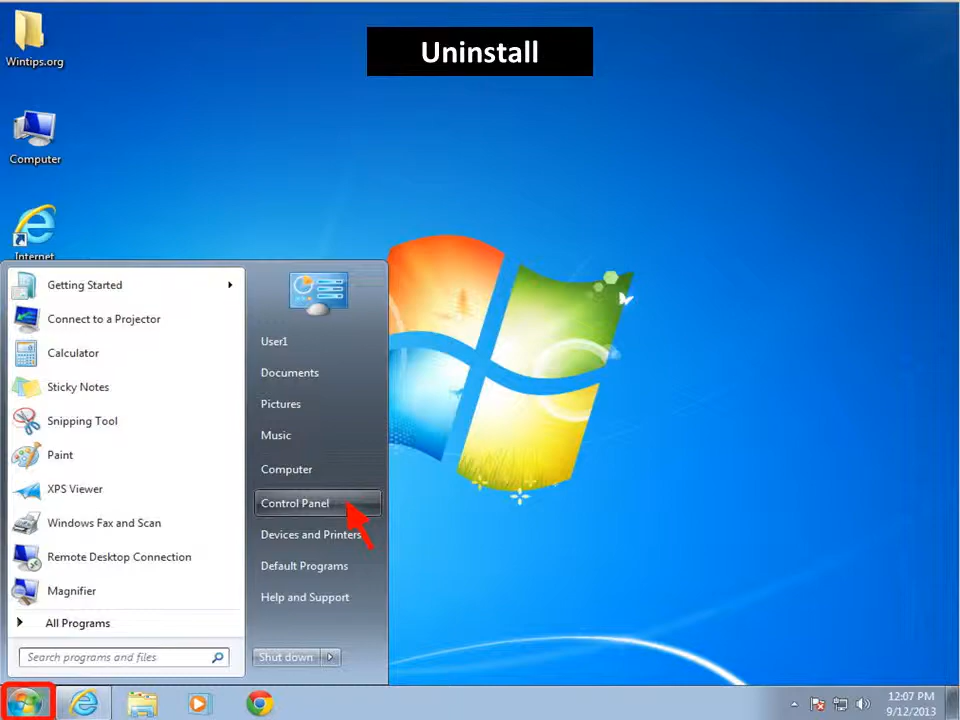 Uninstall
Wintips.org
Computer
Internet
Getting Started
Connect to a Projector
Calculator
Sticky Notes
Snipping Tool
Paint
XPS Viewer
Windows Fax and Scan
Remote Desktop Connection
Magnifier
All Programs
Search programs and files
User1
Documents
Pictures
Music
Computer
Control Panel
Devices and Printers
Default Programs
Help and Support
Shut down
12:07 PM
9/12/2013